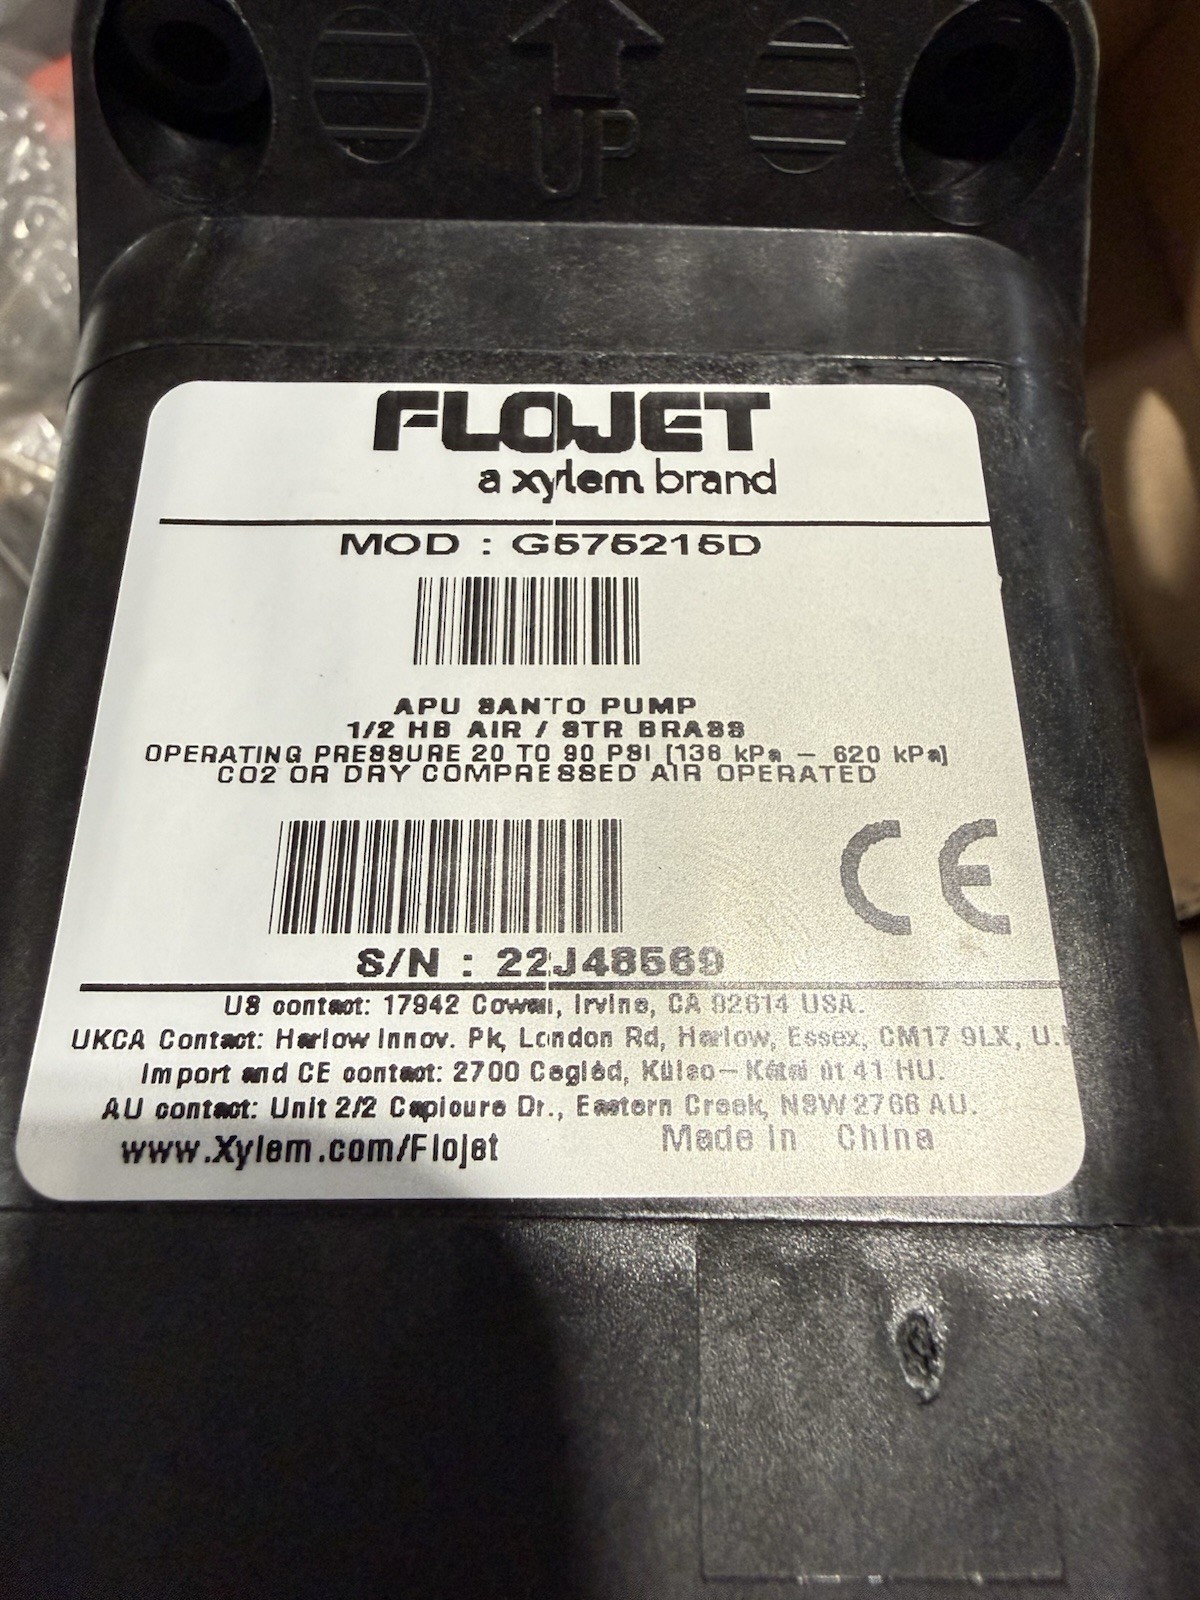 UP
FLOJET
a xylem brand
MOD : G575215D
APU SANTO PUMP
1/2 HB AIR / STR BRASS
OPERATING PRESSURE 20 TO 90 PSI [138 kPa – 620 kPa]
CO2 OR DRY COMPRESSED AIR OPERATED
CE
S/N : 22J48569
US contact: 17942 Cowan, Irvine, CA 92614 USA.
UKCA Contact: Harlow Innov. Pk, London Rd, Harlow, Essex, CM17 9LX, U.K
Import and CE contact: 2700 Cegléd, Külso–Kátai út 41 HU.
AU contact: Unit 2/2 Capicure Dr., Eastern Creek, NSW 2766 AU.
www.Xylem.com/Flojet Made in China